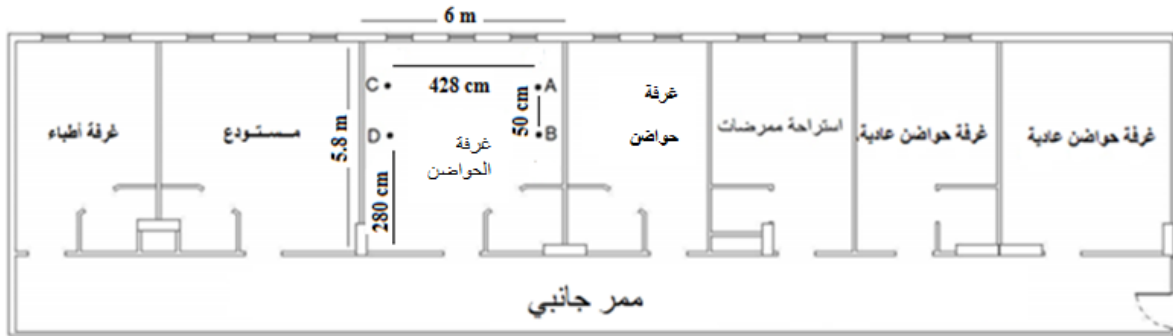 6 m
غرفة أطباء
مستودع
5.8 m
C
428 cm
A
50 cm
D
B
280 cm
غرفة
الحواضن
غرفة
حواضن
استراحة ممرضات
غرفة حواضن عادية.
غرفة حواضن عادية
ممر جانبي